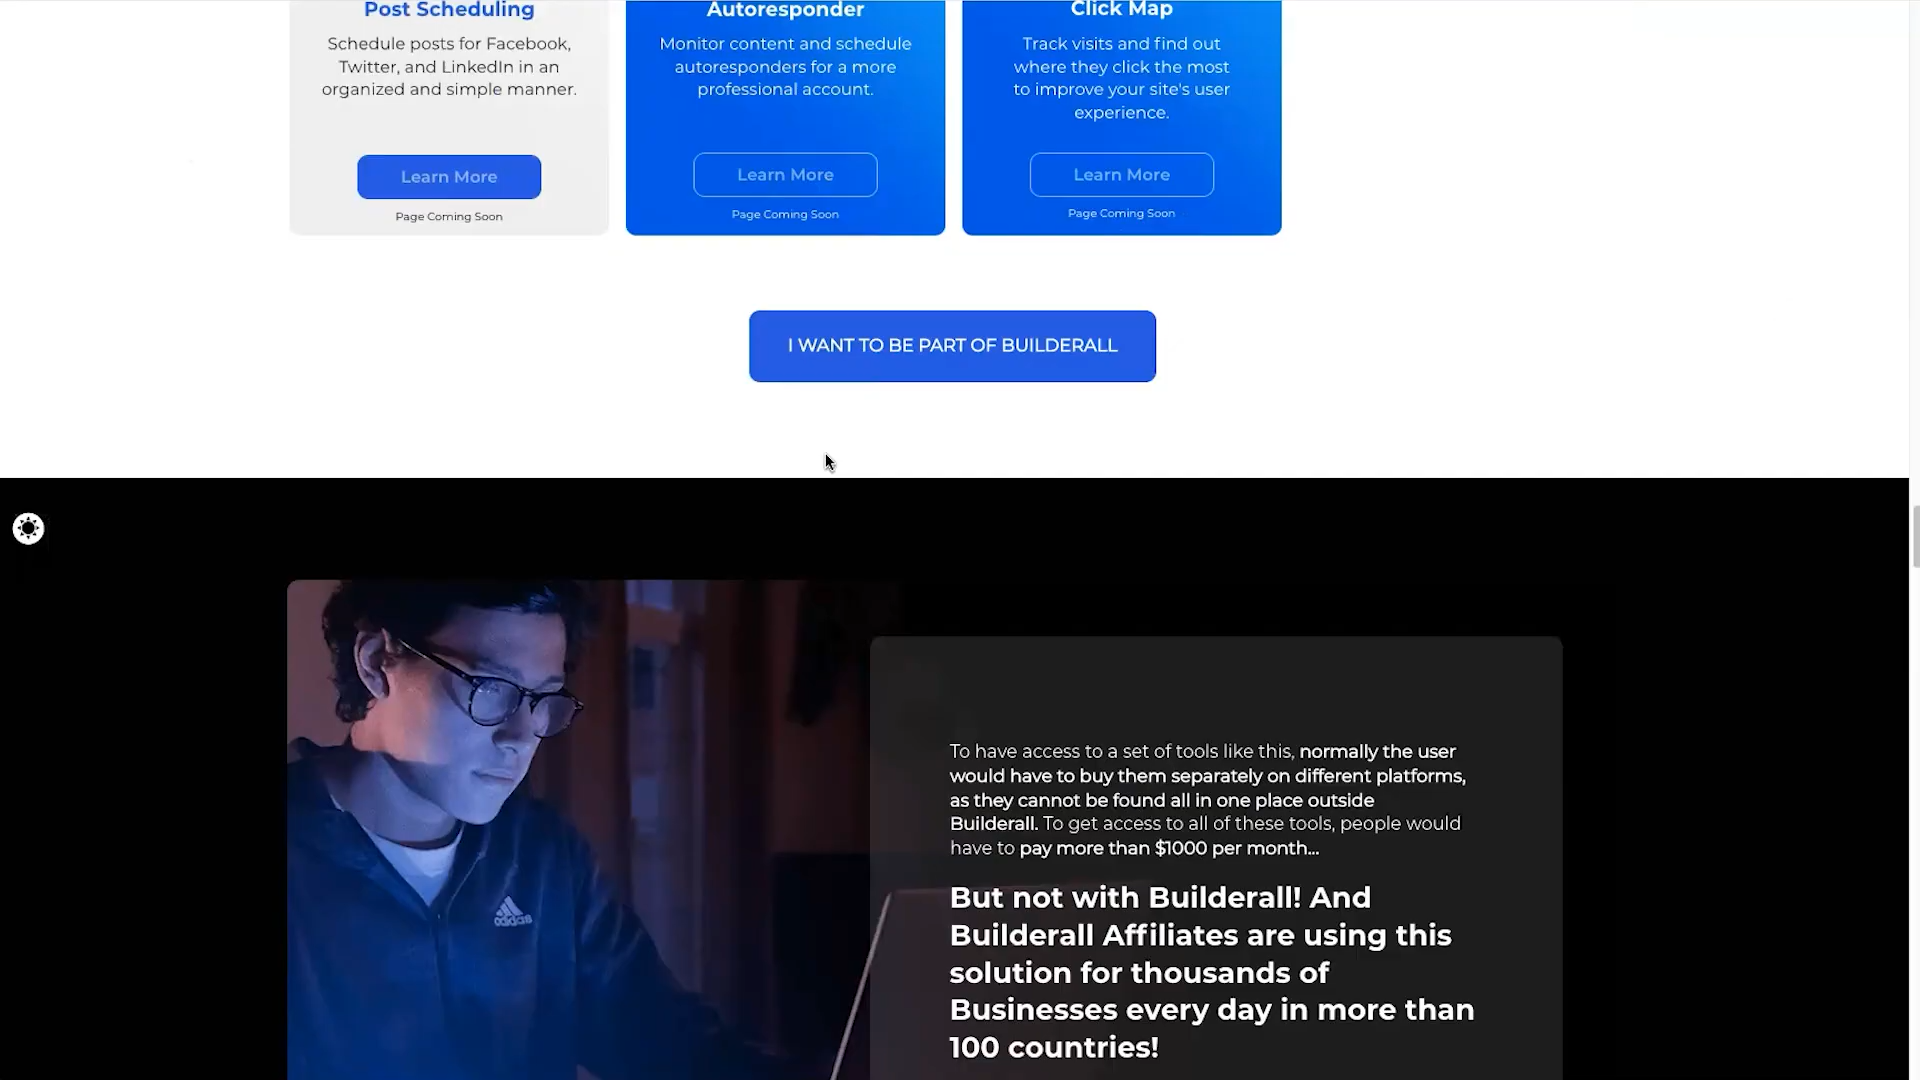 Post Scheduling
Schedule posts for Facebook,
Twitter, and LinkedIn in an
organized and simple manner.
Learn More
Page Coming Soon
Autoresponder
Monitor content and schedule
autoresponders for a more
professional account.
Learn More
Page Coming Soon
Click Map
Track visits and find out
where they click the most
to improve your site's user
experience.
Learn More
Page Coming Soon
I WANT TO BE PART OF BUILDERALL
adidas
To have access to a set of tools like this, normally the user
would have to buy them separately on different platforms,
as they cannot be found all in one place outside
Builderall. To get access to all of these tools, people would
have to pay more than $1000 per month...
But not with Builderall! And
Builderall Affiliates are using this
solution for thousands of
Businesses every day in more than
100 countries!